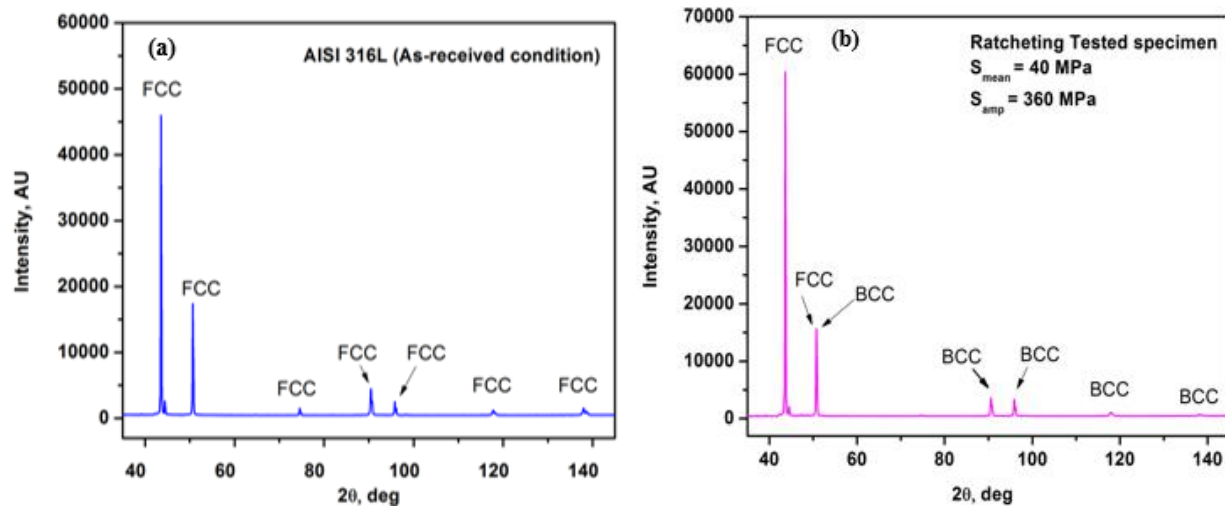 (a)
AISI 316L (As-received condition)
60000
50000
40000
30000
20000
10000
0
Intensity, AU
FCC
FCC
FCC
FCC
FCC
FCC
FCC
40
60
80
100
120
140
2θ, deg
(b)
Ratcheting Tested specimen
S_mean = 40 MPa
S_amp = 360 MPa
70000
60000
50000
40000
30000
20000
10000
0
Intensity, AU
FCC
FCC
BCC
BCC
BCC
BCC
BCC
40
60
80
100
120
140
2θ, deg